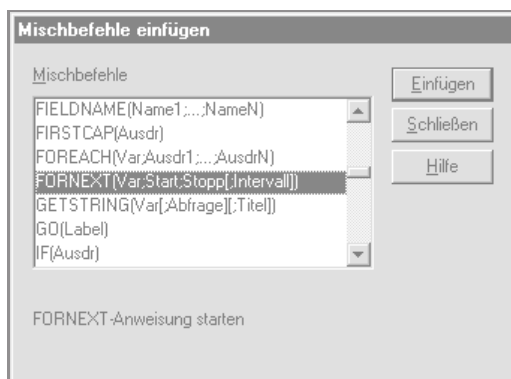 Mischbefehle einfügen
Mischbefehle
FIELDNAME(Name1;...;NameN)
FIRSTCAP(Ausdr)
FOREACH(Var;Ausdr1;...;AusdrN)
FORNEXT(Var;Start;Stopp[;Intervall])
GETSTRING(Var[;Abfrage][;Titel])
GO(Label)
IF(Ausdr)
Einfügen
Schließen
Hilfe
FORNEXT-Anweisung starten